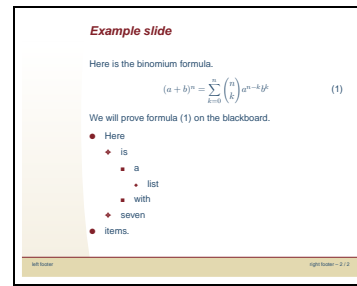 Example slide
Here is the binomium formula.
(a + b)^n = \sum_{k=0}^{n} \binom{n}{k} a^{n-k} b^k (1)
We will prove formula (1) on the blackboard.
Here
is
a
list
with
seven
items.
left footer right footer – 2 / 2